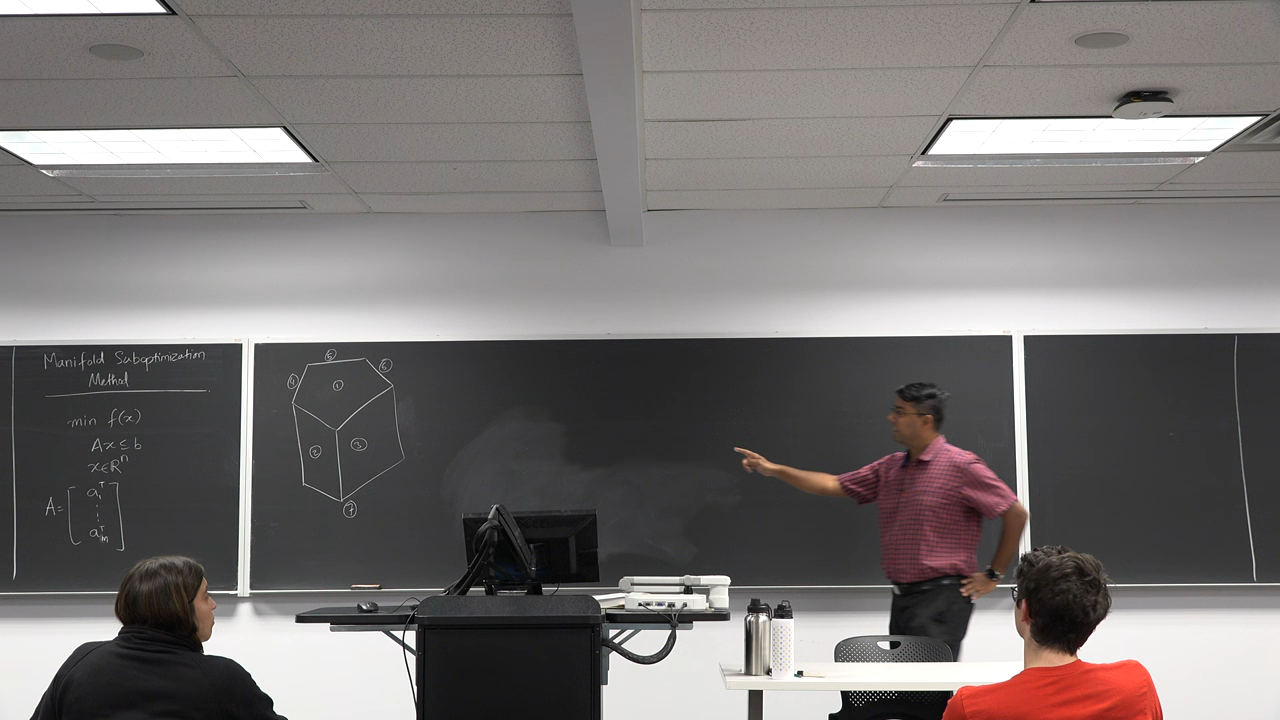 Manifold Suboptimization
Method
min f(x)
Ax ≤ b
x∈ℝⁿ
A= [ a₁ᵀ
⋮
aₘᵀ ]
⑤
④ ① ⑥
② ③
⑦